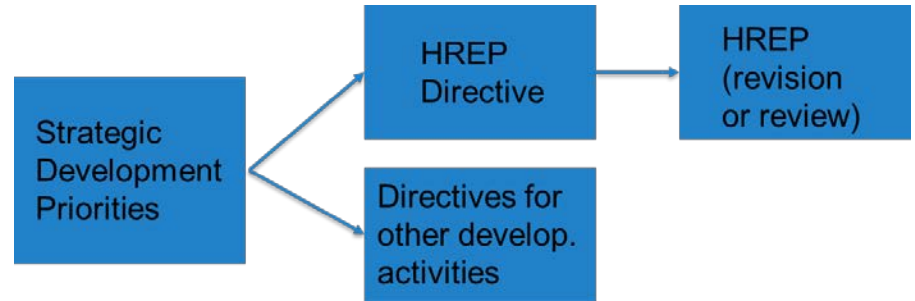 Strategic
Development
Priorities
HREP
Directive
Directives for
other develop.
activities
HREP
(revision
or review)